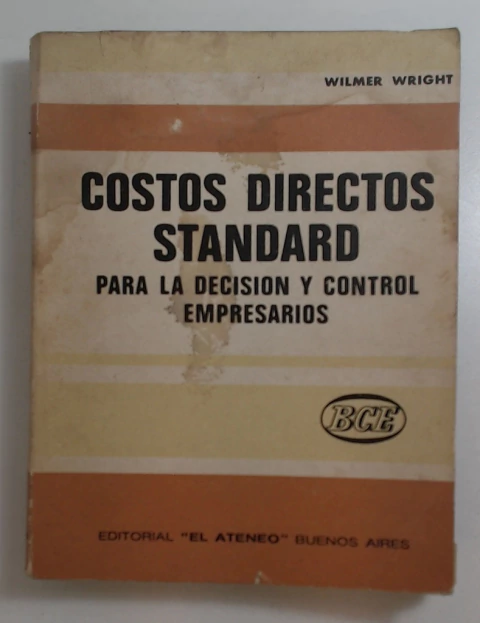 WILMER WRIGHT
COSTOS DIRECTOS
STANDARD
PARA LA DECISION Y CONTROL
EMPRESARIOS
BCE
EDITORIAL "EL ATENEO" BUENOS AIRES